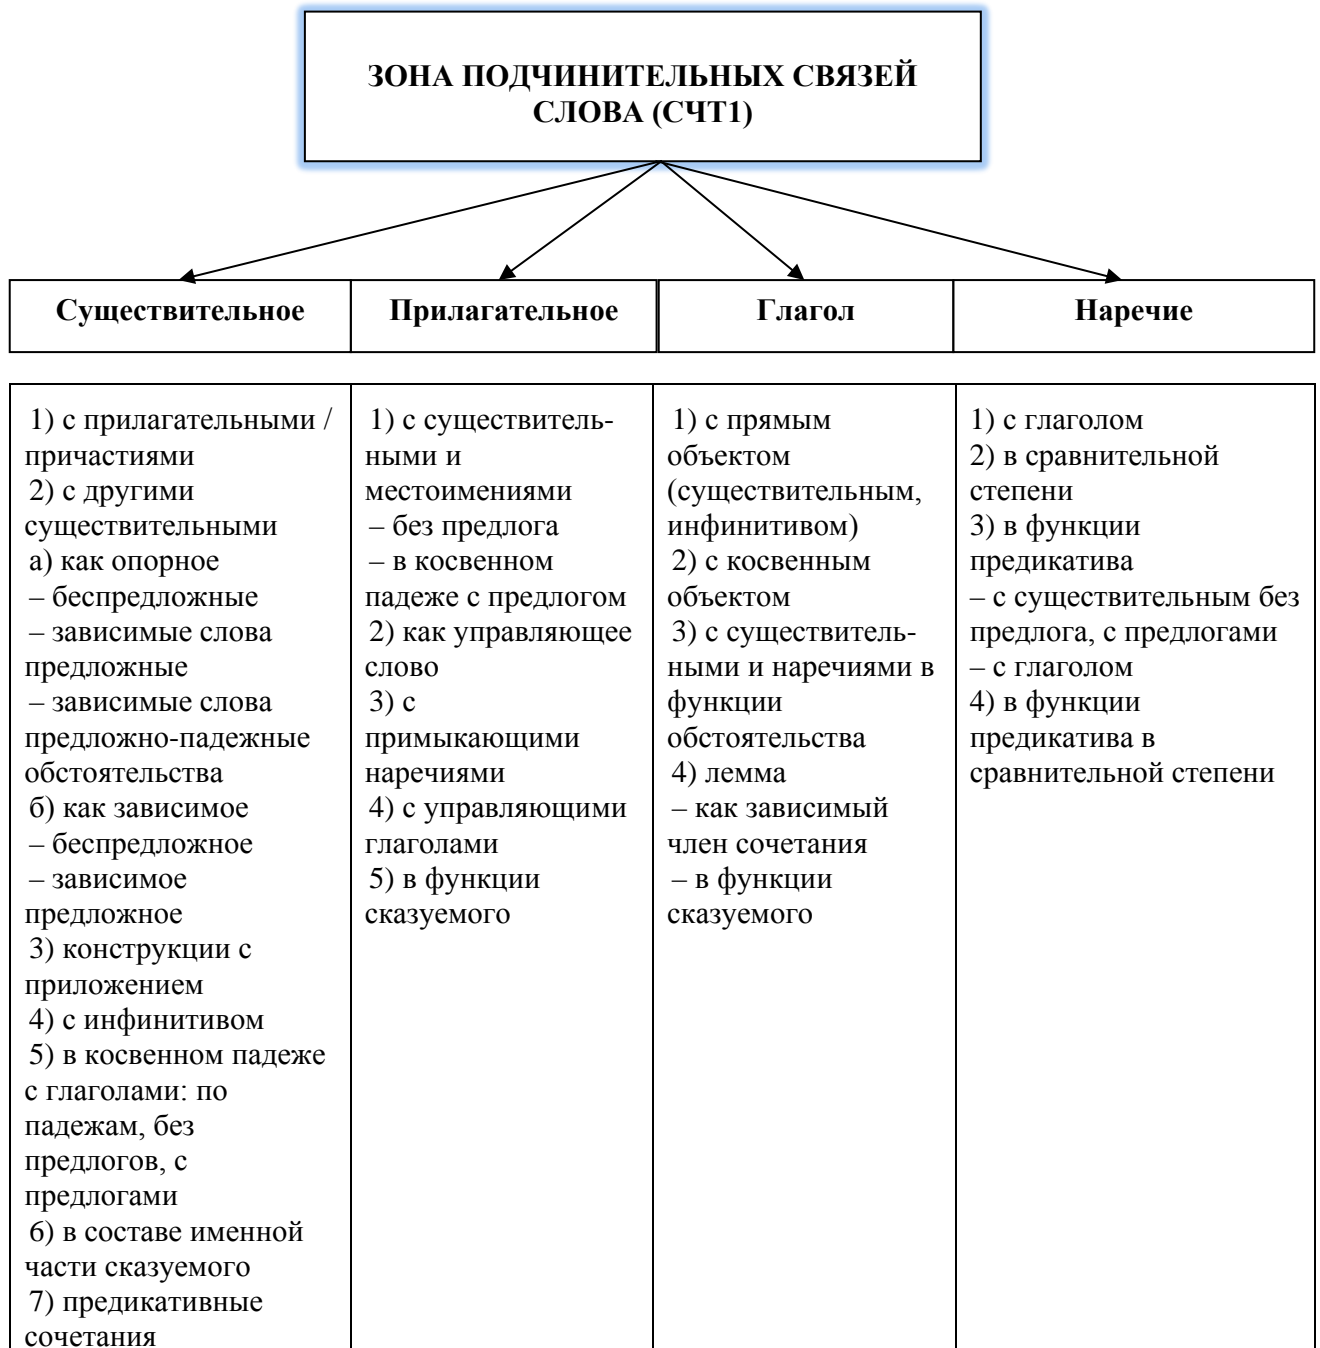 ЗОНА ПОДЧИНИТЕЛЬНЫХ СВЯЗЕЙ
СЛОВА (СЧТ1)
Существительное
Прилагательное
Глагол
Наречие
1) с прилагательными /
причастиями
2) с другими
существительными
а) как опорное
– беспредложные
– зависимые слова
предложные
– зависимые слова
предложно-падежные
обстоятельства
б) как зависимое
– беспредложное
– зависимое
предложное
3) конструкции с
приложением
4) с инфинитивом
5) в косвенном падеже
с глаголами: по
падежам, без
предлогов, с
предлогами
6) в составе именной
части сказуемого
7) предикативные
сочетания
1) с существитель-
ными и
местоимениями
– без предлога
– в косвенном
падеже с предлогом
2) как управляющее
слово
3) с
примыкающими
наречиями
4) с управляющими
глаголами
5) в функции
сказуемого
1) с прямым
объектом
(существительным,
инфинитивом)
2) с косвенным
объектом
3) с существитель-
ными и наречиями в
функции
обстоятельства
4) лемма
– как зависимый
член сочетания
– в функции
сказуемого
1) с глаголом
2) в сравнительной
степени
3) в функции
предикатива
– с существительным без
предлога, с предлогами
– с глаголом
4) в функции
предикатива в
сравнительной степени